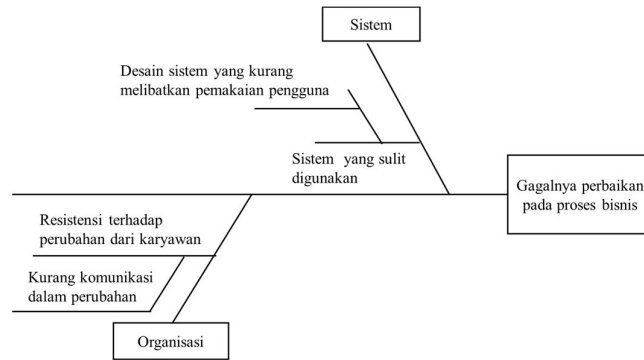 Sistem
Desain sistem yang kurang
melibatkan pemakaian pengguna
Sistem yang sulit
digunakan
Gagalnya perbaikan
pada proses bisnis
Resistensi terhadap
perubahan dari karyawan
Kurang komunikasi
dalam perubahan
Organisasi